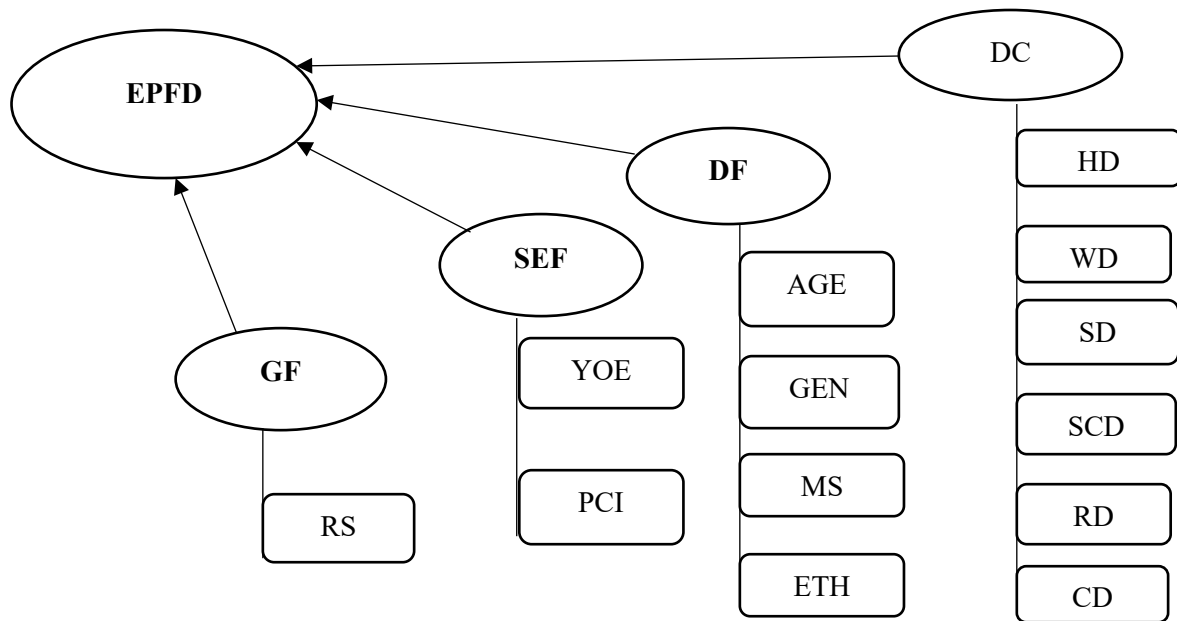 EPFD
DC
DF
SEF
GF
HD
WD
SD
SCD
RD
CD
AGE
GEN
MS
ETH
YOE
PCI
RS